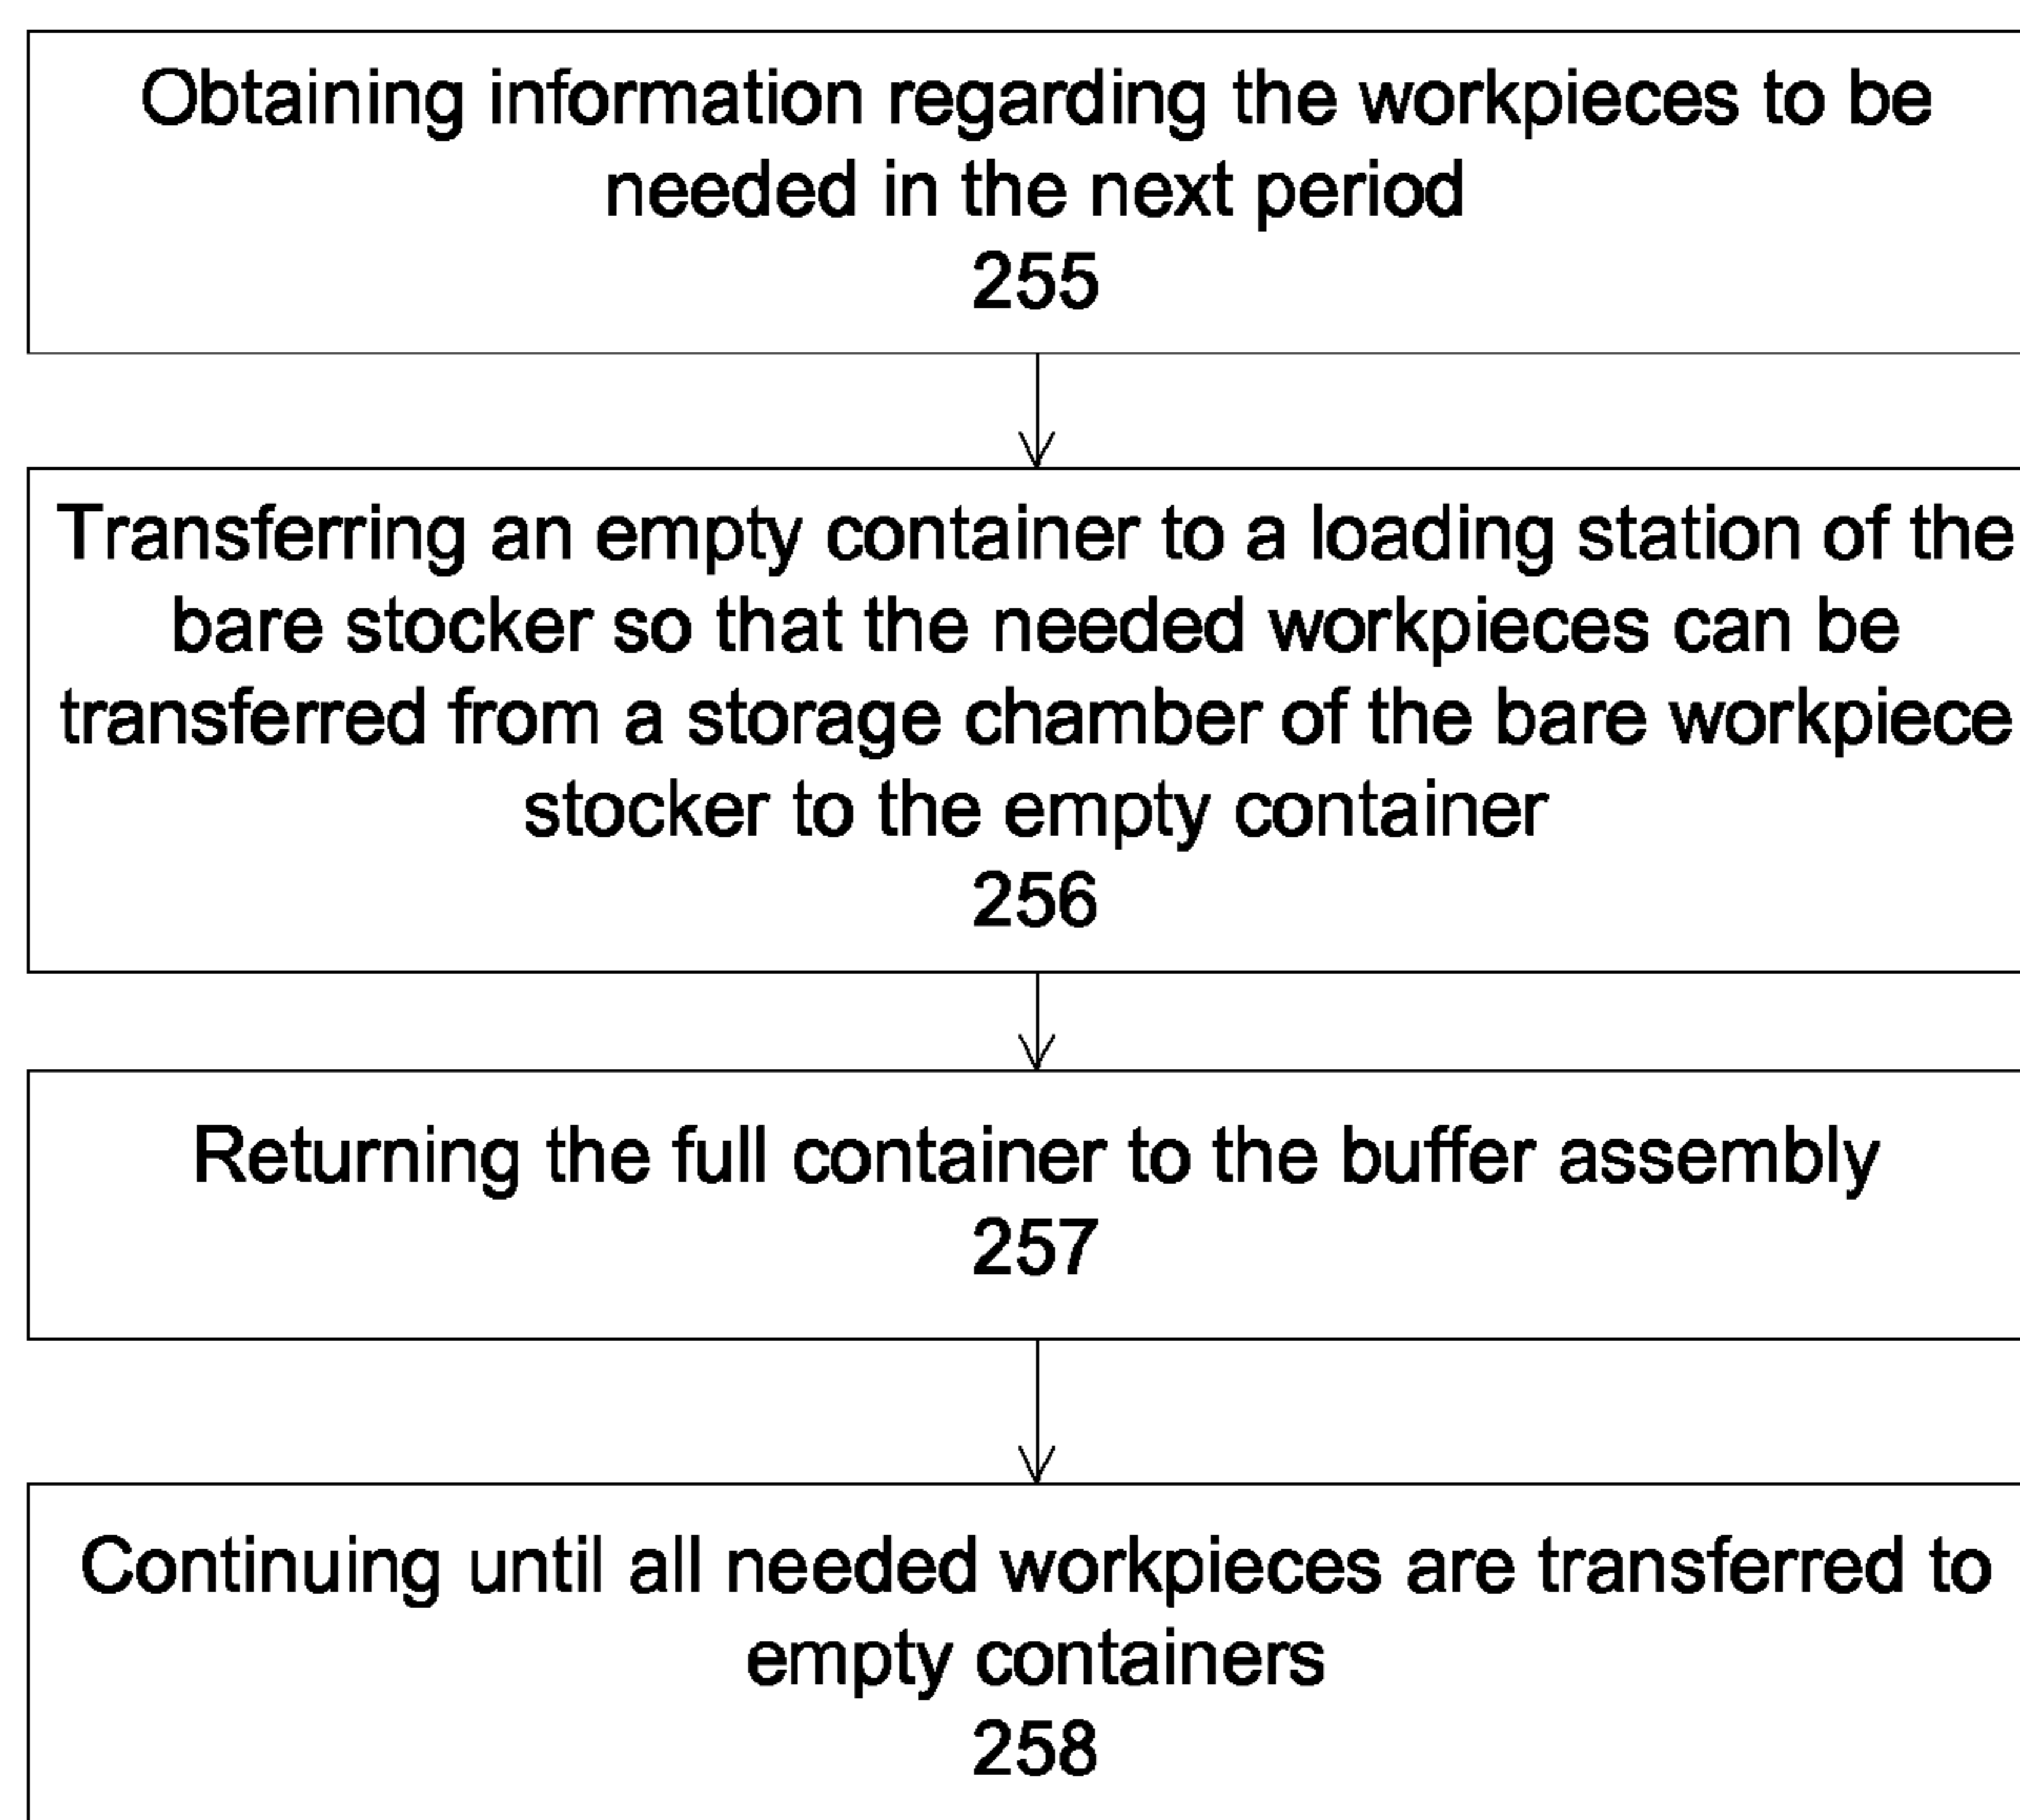 Obtaining information regarding the workpieces to be
needed in the next period
255
Transferring an empty container to a loading station of the
bare stocker so that the needed workpieces can be
transferred from a storage chamber of the bare workpiece
stocker to the empty container
256
Returning the full container to the buffer assembly
257
Continuing until all needed workpieces are transferred to
empty containers
258